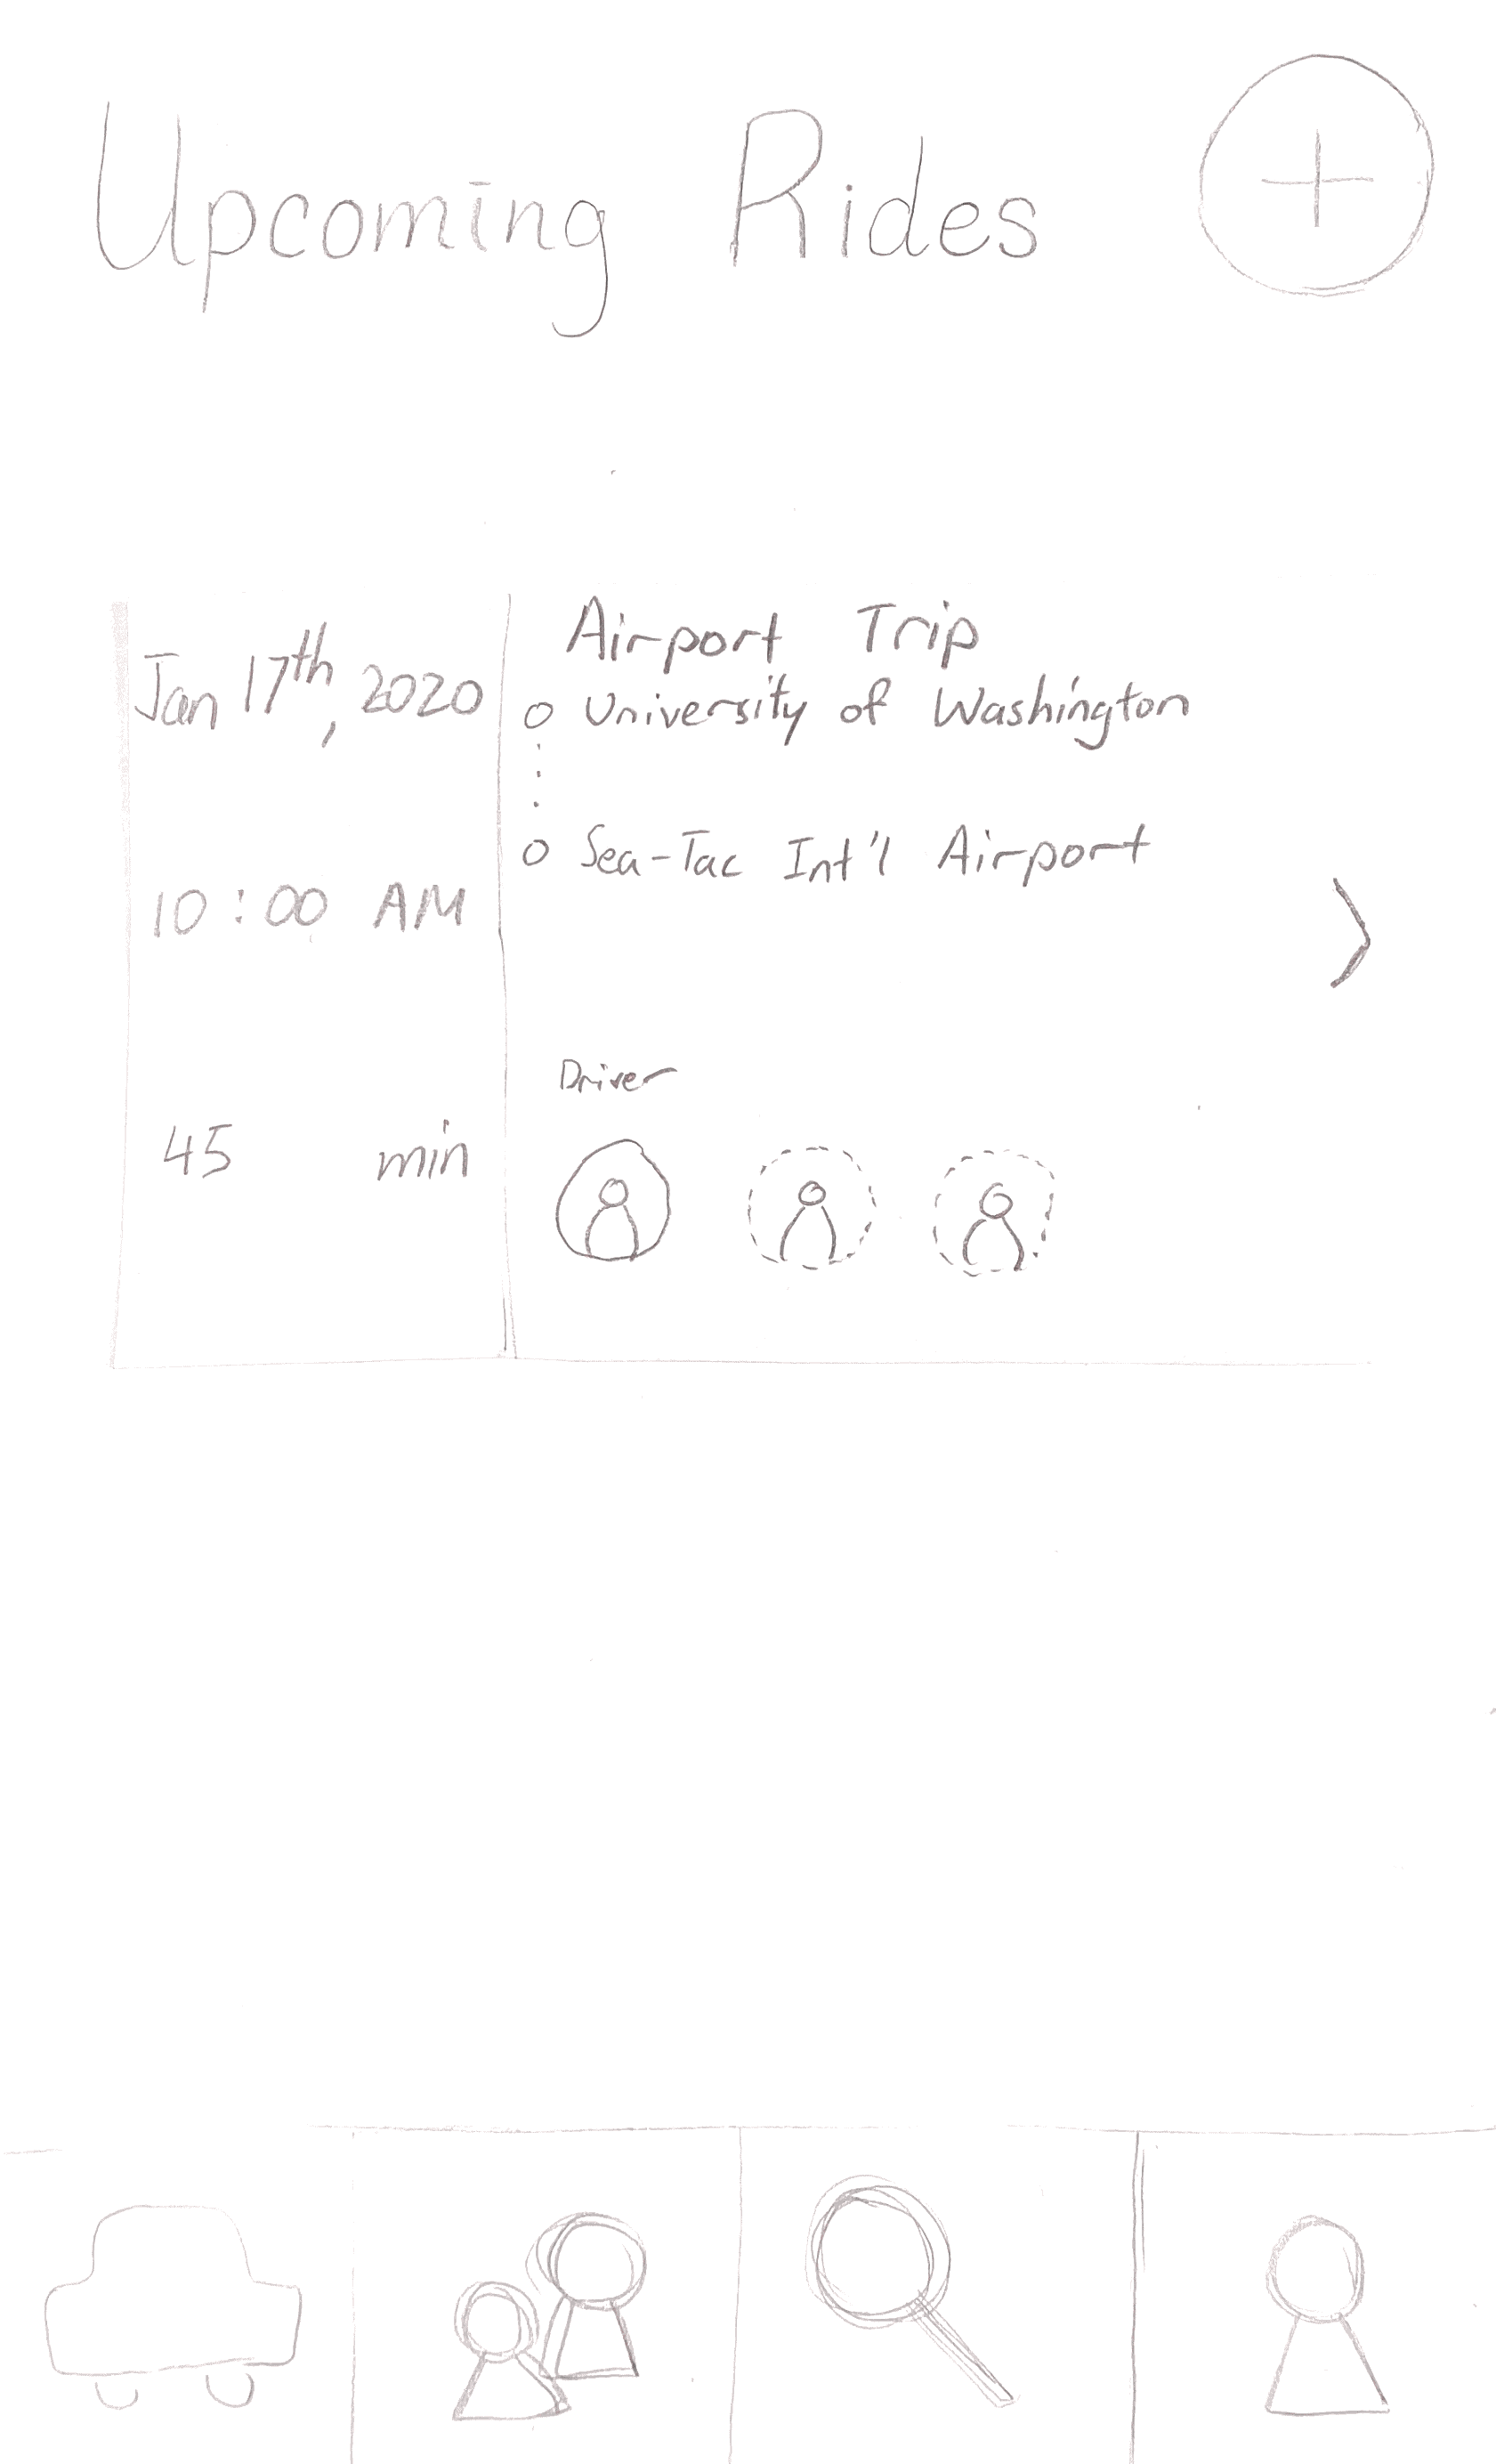 Upcoming Rides
Jan 17th, 2020
10:00 AM
45 min
Airport Trip
University of Washington
Sea-Tac Int'l Airport
Driver